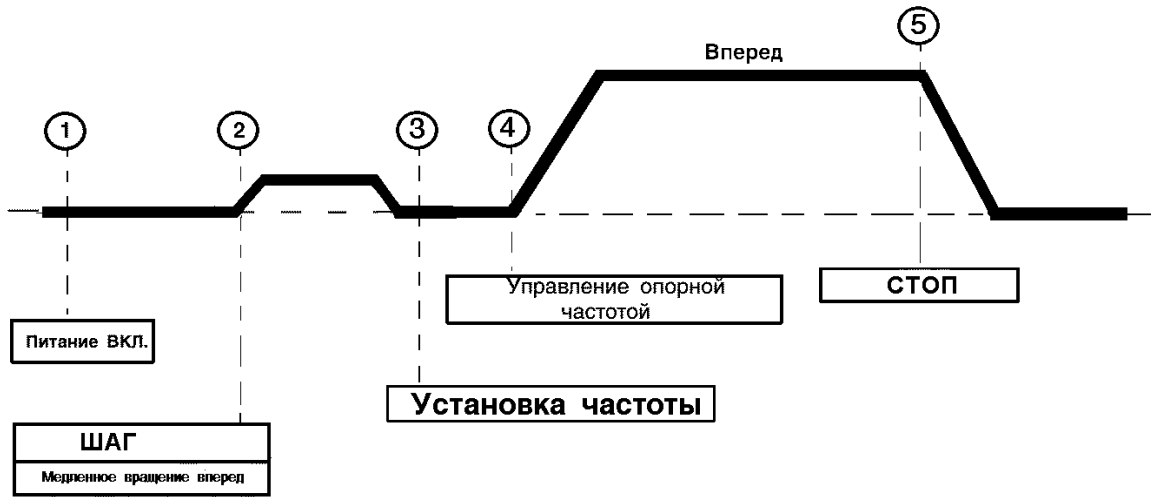 5
Вперед
1
2
3
4
Управление опорной
частотой
СТОП
Питание ВКЛ.
Установка частоты
ШАГ
Медленное вращение вперед